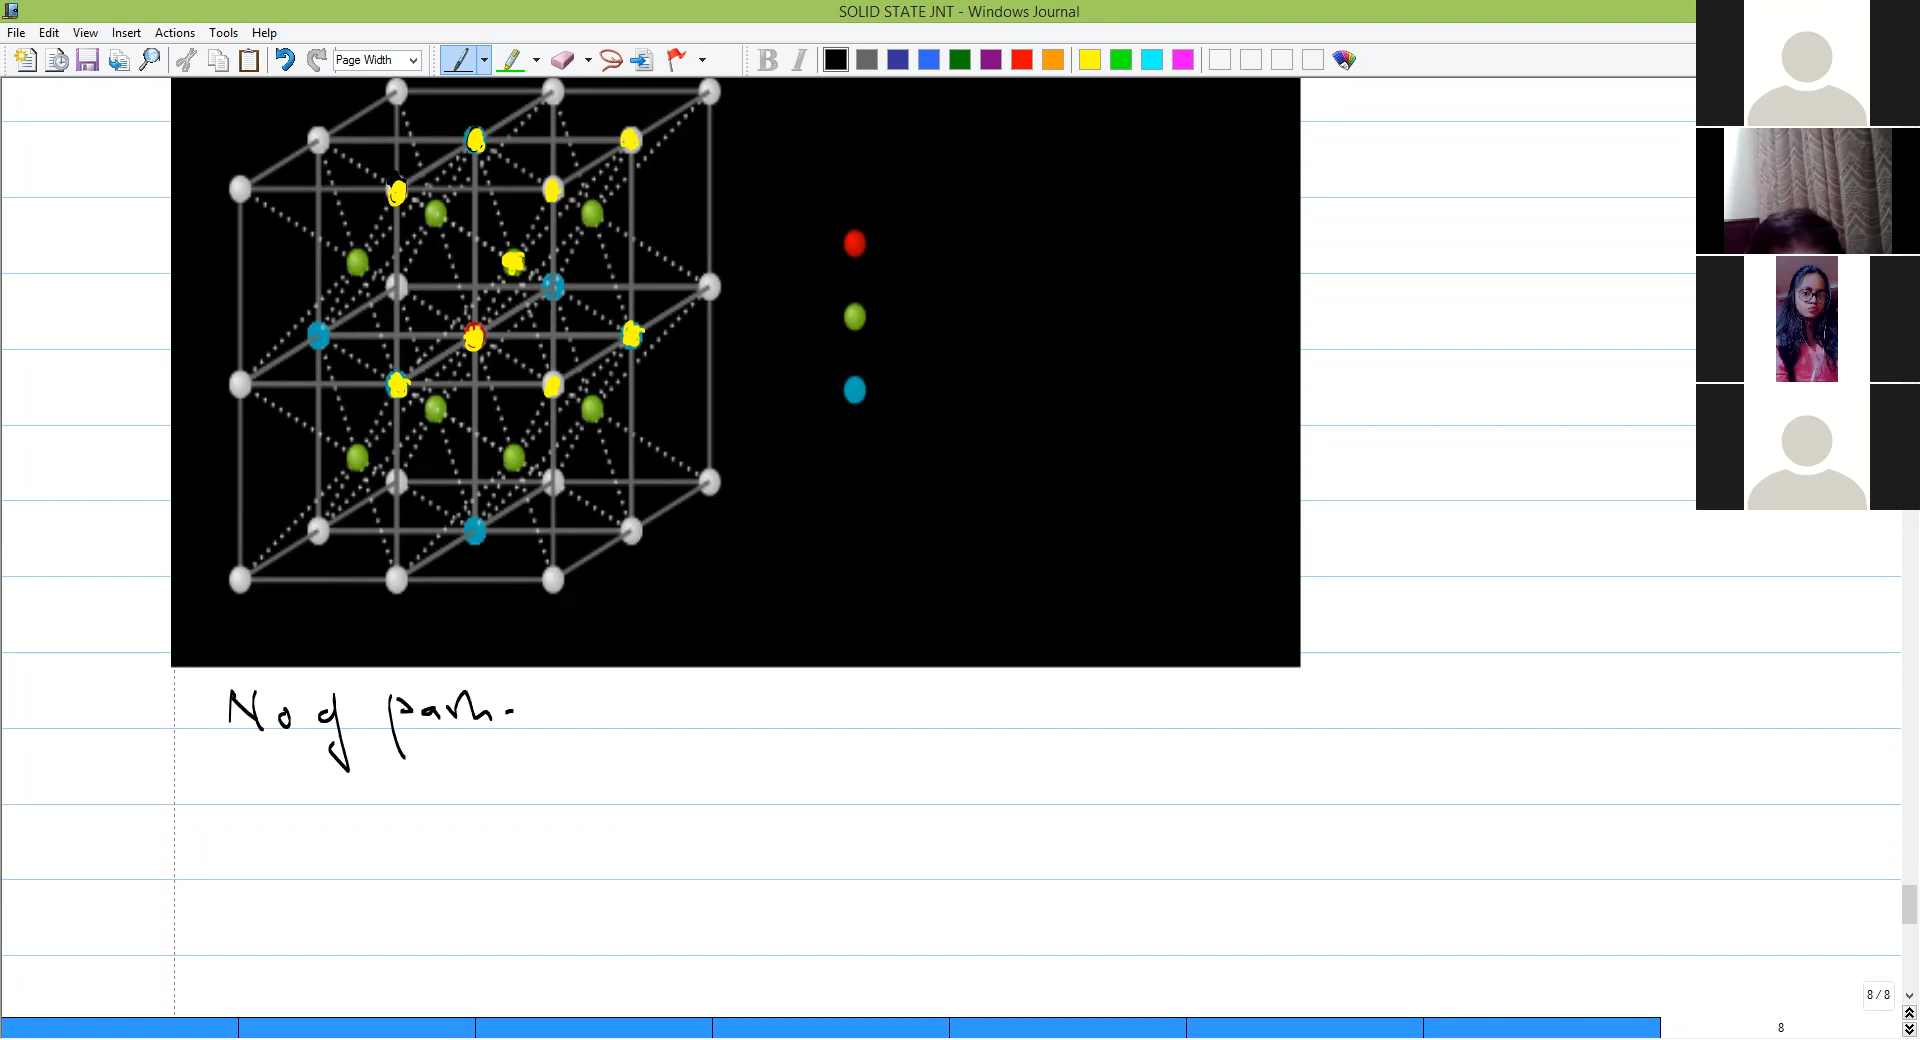 SOLID STATE JNT - Windows Journal
File Edit View Insert Actions Tools Help
Page Width B I
No of part.
8 / 8
8